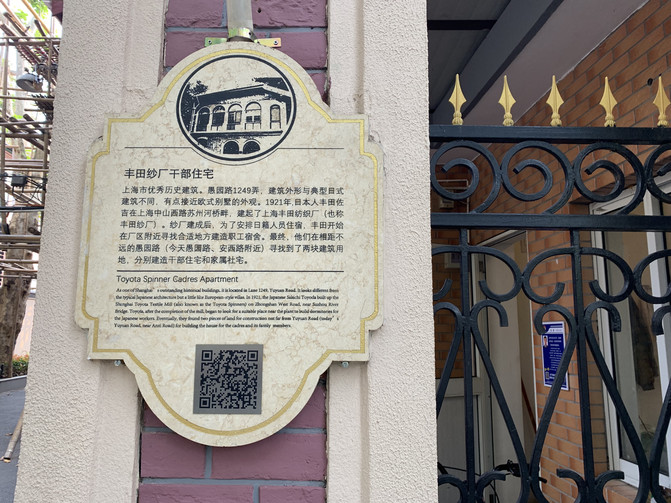 丰田纱厂干部住宅
上海市优秀历史建筑。愚园路1249弄，建筑外形与典型日式
建筑不同，有点接近欧式别墅的外观。1921年，日本人丰田佐
吉在上海中山西路苏州河桥畔，建起了上海丰田纺织厂（也称
丰田纱厂）。纱厂建成后，为了安排日籍人员住宿，丰田开始
在厂区附近寻找合适地方建造职工宿舍。最终，他们在相距不
远的愚园路（今天愚园路、安西路附近）寻找到了两块建筑用
地，分别建造干部住宅和家属社宅。
Toyota Spinner Cadres Apartment
As one of Shanghai's outstanding historical buildings, it is located in Lane 1249, Yuyuan Road. It looks different from
the typical Japanese architecture but a little like European-style villas. In 1921, the Japanese Saiichi Toyoda built up the
Shanghai Toyota Textile Mill (also known as the Toyota Spinners) on Zhongshan West Road, near Suzhou River
Bridge. Toyota, after the completion of the mill, began to look for a suitable place near the plant to build dormitories for
the Japanese workers. Eventually, they found two pieces of land for construction not far from Yuyuan Road (today's
Yuyuan Road, near Anxi Road) for building the house for the cadres and its family members.